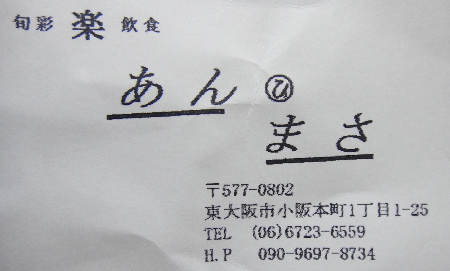 旬彩 楽 飲食
あん ㋪
まさ
〒577-0802
東大阪市小阪本町1丁目1-25
TEL (06)6723-6559
H.P 090-9697-8734